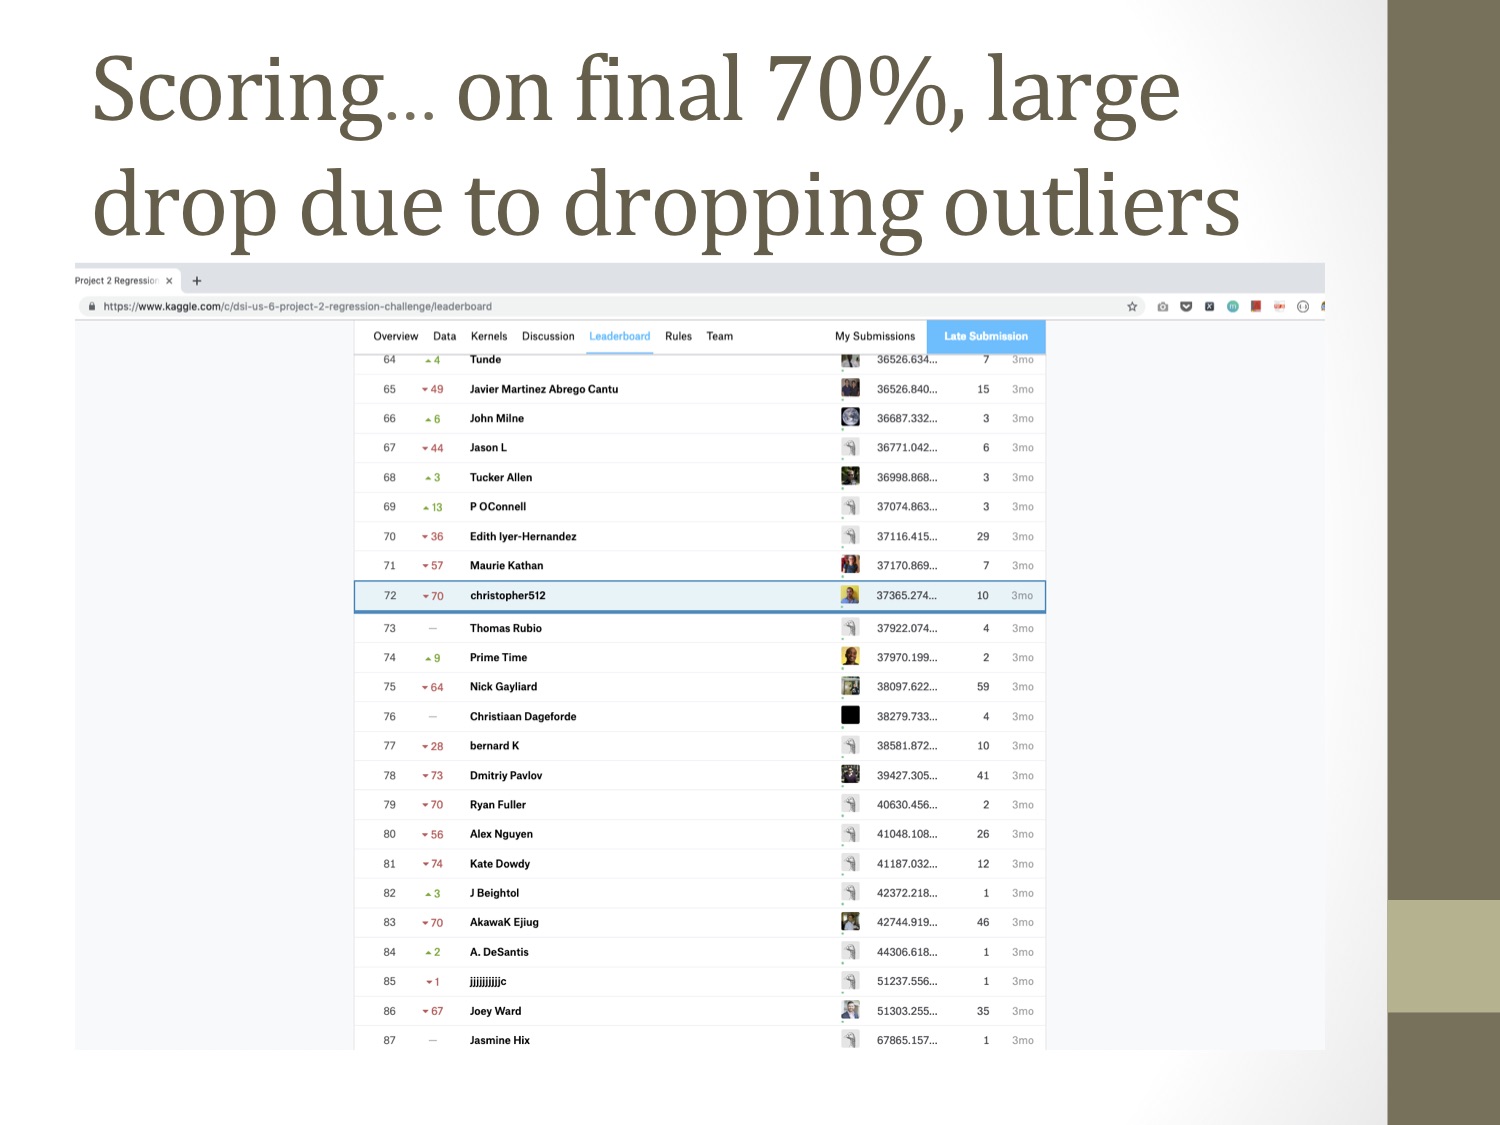 Scoring... on final 70%, large
drop due to dropping outliers
Project 2 Regression × +
https://www.kaggle.com/c/dsi-us-6-project-2-regression-challenge/leaderboard
Overview Data Kernels Discussion Leaderboard Rules Team My Submissions Late Submission
64 4 Tunde 36526.634... 7 3mo
65 49 Javier Martinez Abrego Cantu 36526.840... 15 3mo
66 6 John Milne 36687.332... 3 3mo
67 44 Jason L 36771.042... 6 3mo
68 3 Tucker Allen 36998.868... 3 3mo
69 13 P OConnell 37074.863... 3 3mo
70 36 Edith Iyer-Hernandez 37116.415... 29 3mo
71 57 Maurie Kathan 37170.869... 7 3mo
72 70 christopher512 37365.274... 10 3mo
73 — Thomas Rubio 37922.074... 4 3mo
74 9 Prime Time 37970.199... 2 3mo
75 64 Nick Gayliard 38097.622... 59 3mo
76 — Christiaan Dageforde 38279.733... 4 3mo
77 28 bernard K 38581.872... 10 3mo
78 73 Dmitriy Pavlov 39427.305... 41 3mo
79 70 Ryan Fuller 40630.456... 2 3mo
80 56 Alex Nguyen 41048.108... 26 3mo
81 74 Kate Dowdy 41187.032... 12 3mo
82 3 J Beightol 42372.218... 1 3mo
83 70 AkawaK Ejiug 42744.919... 46 3mo
84 2 A. DeSantis 44306.618... 1 3mo
85 1 jjjjjjjjjjc 51237.556... 1 3mo
86 67 Joey Ward 51303.255... 35 3mo
87 — Jasmine Hix 67865.157... 1 3mo